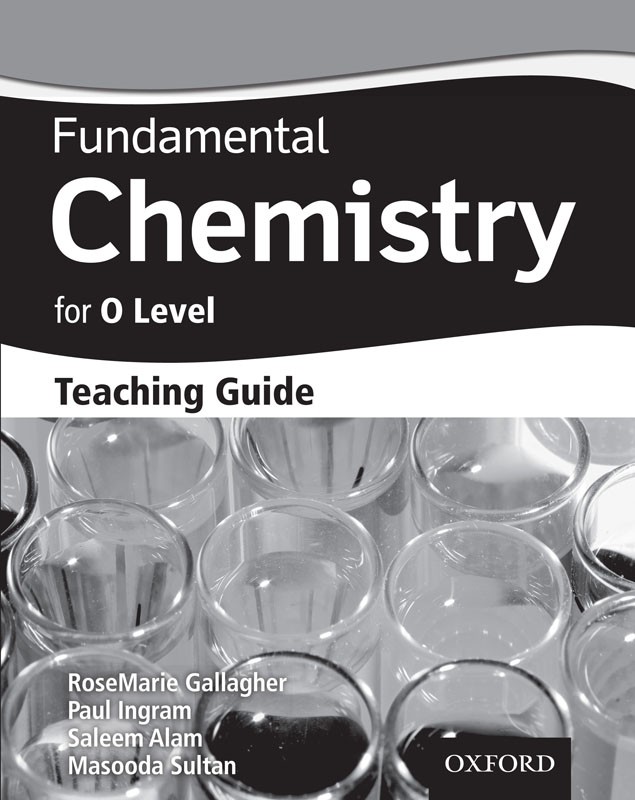 Fundamental
Chemistry
for O Level
Teaching Guide
RoseMarie Gallagher
Paul Ingram
Saleem Alam
Masooda Sultan
OXFORD